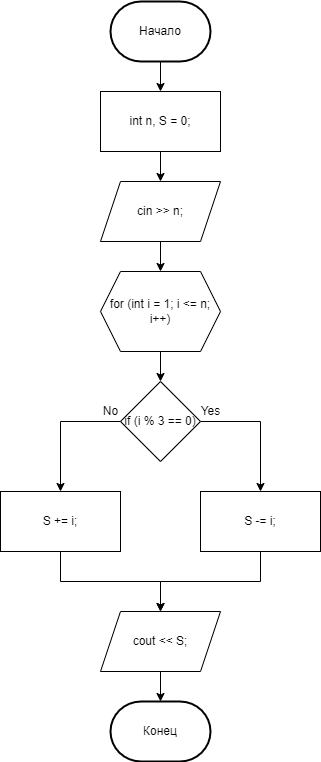 Начало
int n, S = 0;
cin >> n;
for (int i = 1; i <= n;
i++)
No
if (i % 3 == 0)
Yes
S += i;
S -= i;
cout << S;
Конец